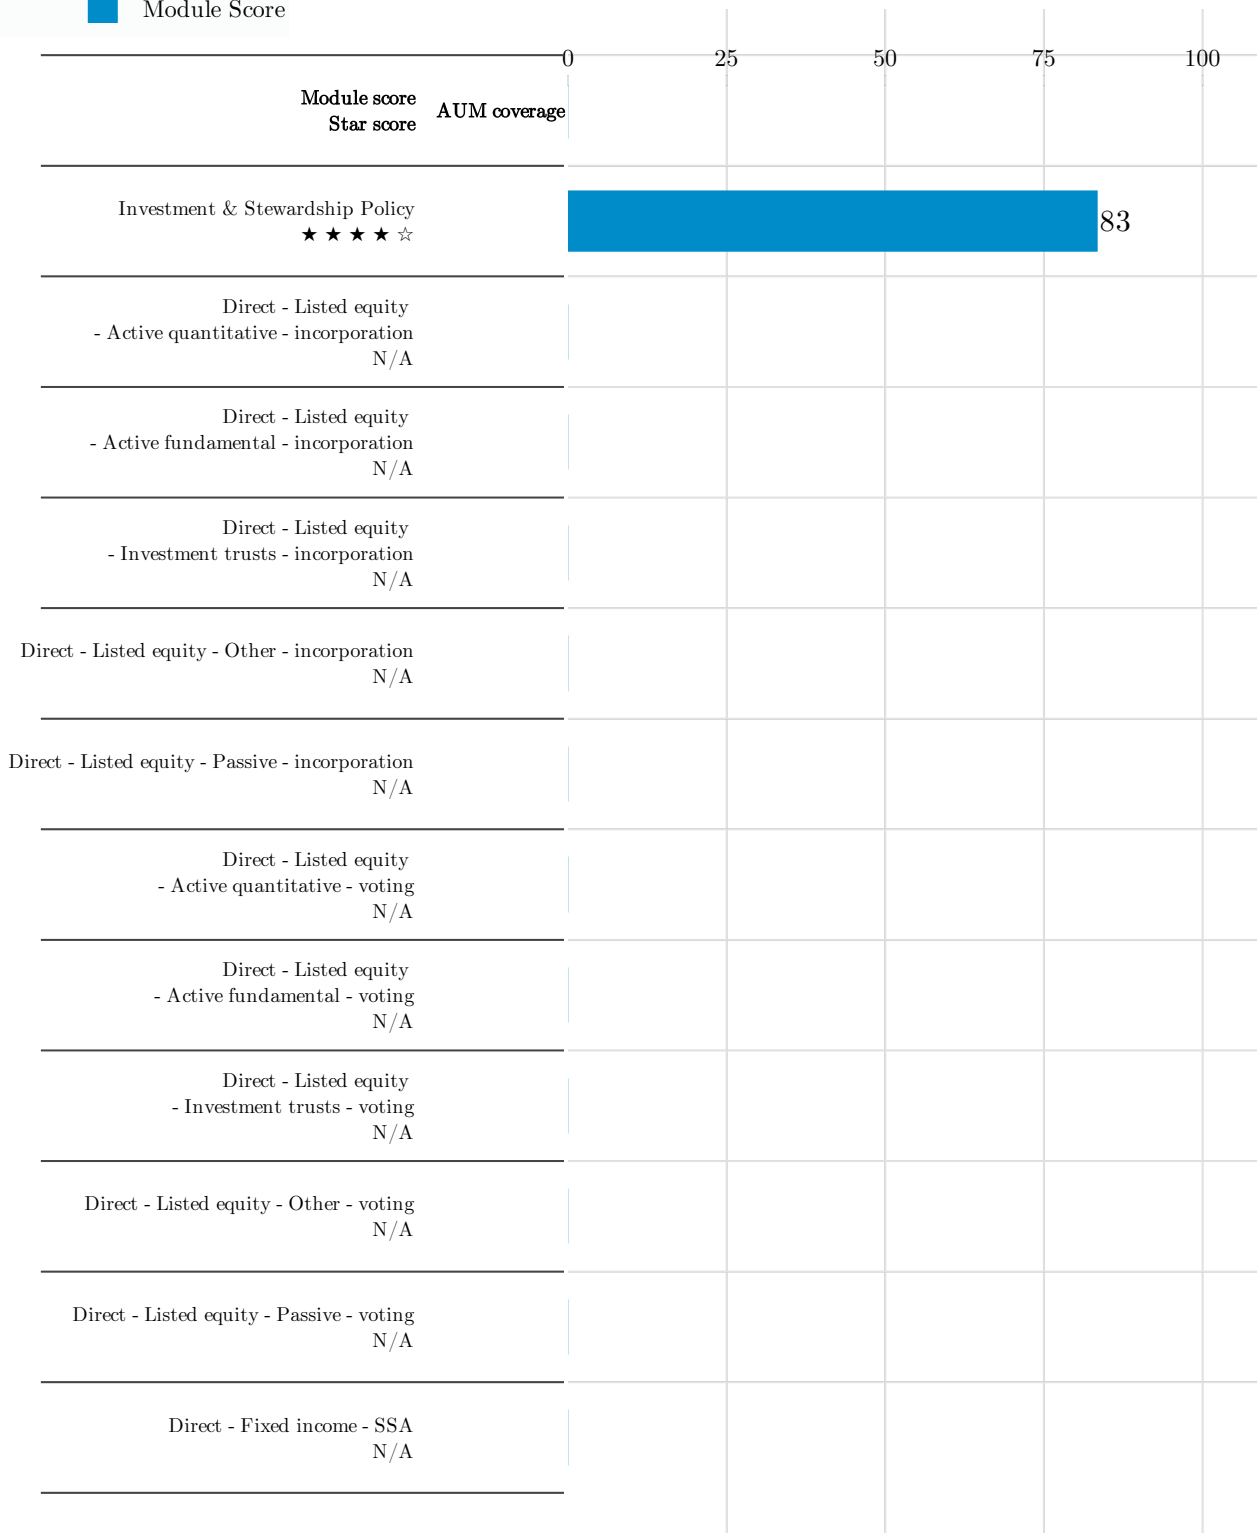 Module Score
0 25 50 75 100
Module score
Star score
AUM coverage
Investment & Stewardship Policy
★ ★ ★ ★ ☆
83
Direct - Listed equity
- Active quantitative - incorporation
N/A
Direct - Listed equity
- Active fundamental - incorporation
N/A
Direct - Listed equity
- Investment trusts - incorporation
N/A
Direct - Listed equity - Other - incorporation
N/A
Direct - Listed equity - Passive - incorporation
N/A
Direct - Listed equity
- Active quantitative - voting
N/A
Direct - Listed equity
- Active fundamental - voting
N/A
Direct - Listed equity
- Investment trusts - voting
N/A
Direct - Listed equity - Other - voting
N/A
Direct - Listed equity - Passive - voting
N/A
Direct - Fixed income - SSA
N/A